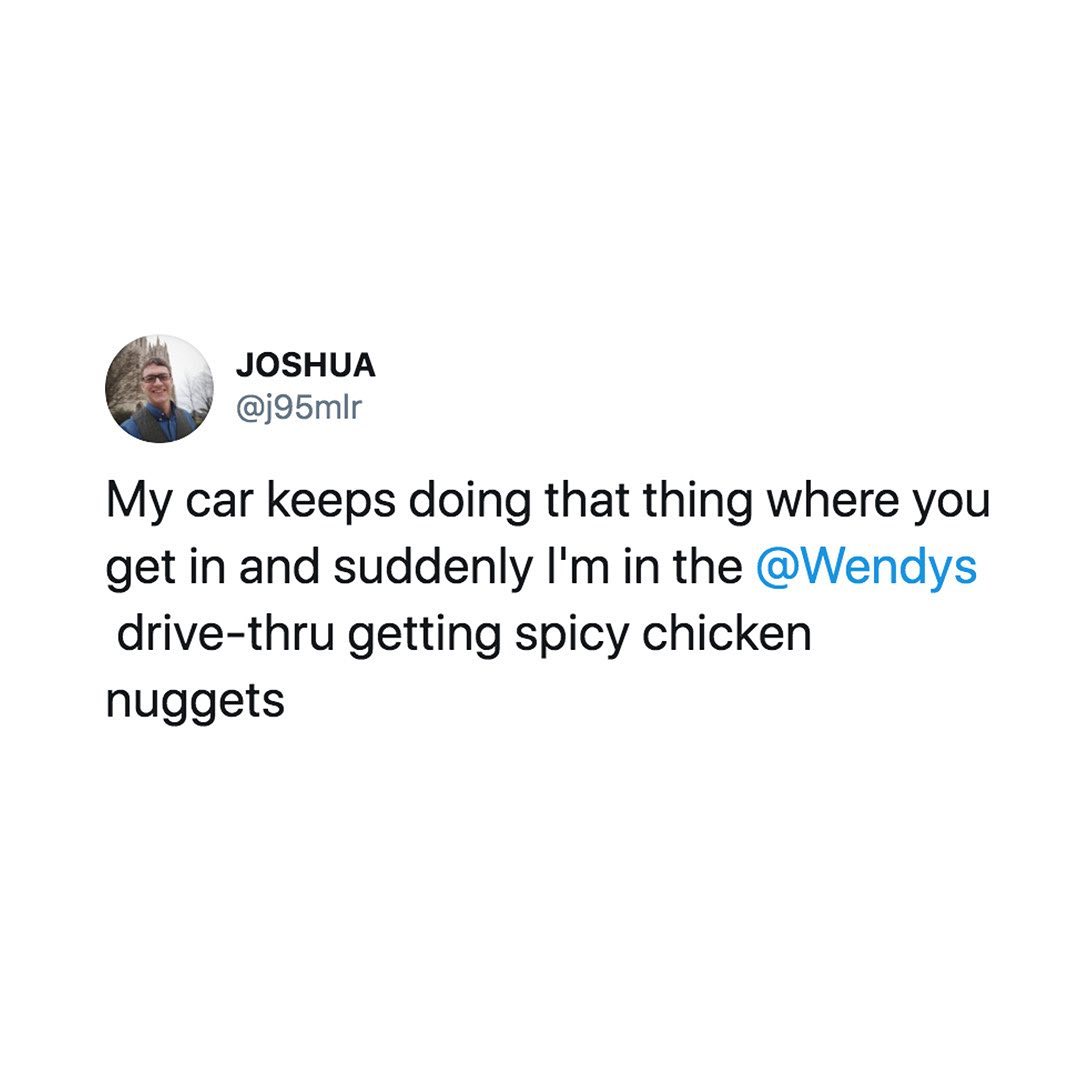 JOSHUA
@j95mlr
My car keeps doing that thing where you
get in and suddenly I'm in the @Wendys
drive-thru getting spicy chicken
nuggets